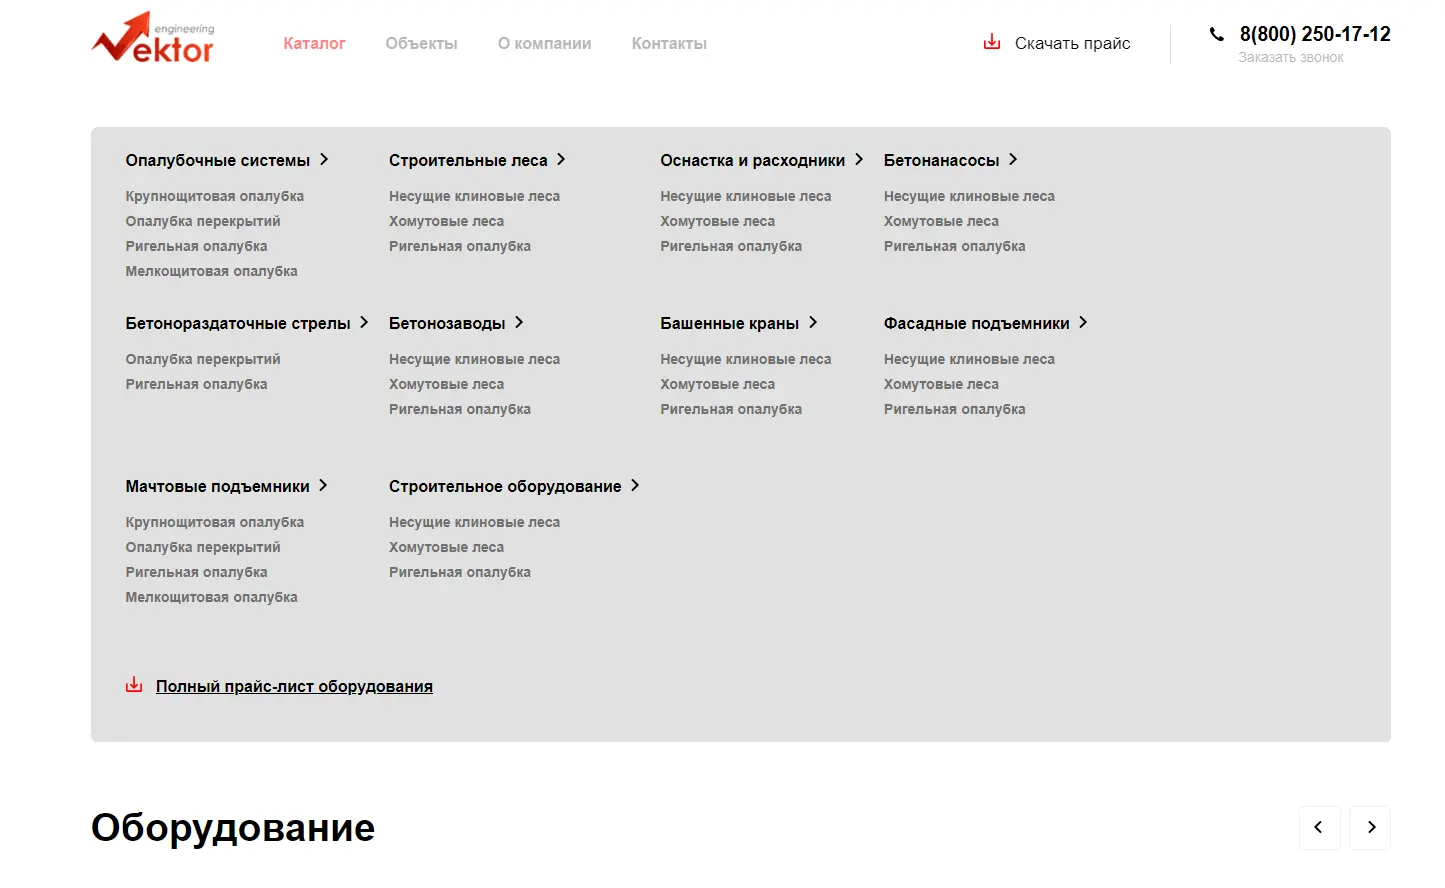 engineering
Vektor
Каталог
Объекты
О компании
Контакты
Скачать прайс
8(800) 250-17-12
Заказать звонок
Опалубочные системы
Крупнощитовая опалубка
Опалубка перекрытий
Ригельная опалубка
Мелкощитовая опалубка
Строительные леса
Несущие клиновые леса
Хомутовые леса
Ригельная опалубка
Оснастка и расходники
Несущие клиновые леса
Хомутовые леса
Ригельная опалубка
Бетонанасосы
Несущие клиновые леса
Хомутовые леса
Ригельная опалубка
Бетонораздаточные стрелы
Опалубка перекрытий
Ригельная опалубка
Бетонозаводы
Несущие клиновые леса
Хомутовые леса
Ригельная опалубка
Башенные краны
Несущие клиновые леса
Хомутовые леса
Ригельная опалубка
Фасадные подъемники
Несущие клиновые леса
Хомутовые леса
Ригельная опалубка
Мачтовые подъемники
Крупнощитовая опалубка
Опалубка перекрытий
Ригельная опалубка
Мелкощитовая опалубка
Строительное оборудование
Несущие клиновые леса
Хомутовые леса
Ригельная опалубка
Полный прайс-лист оборудования
Оборудование